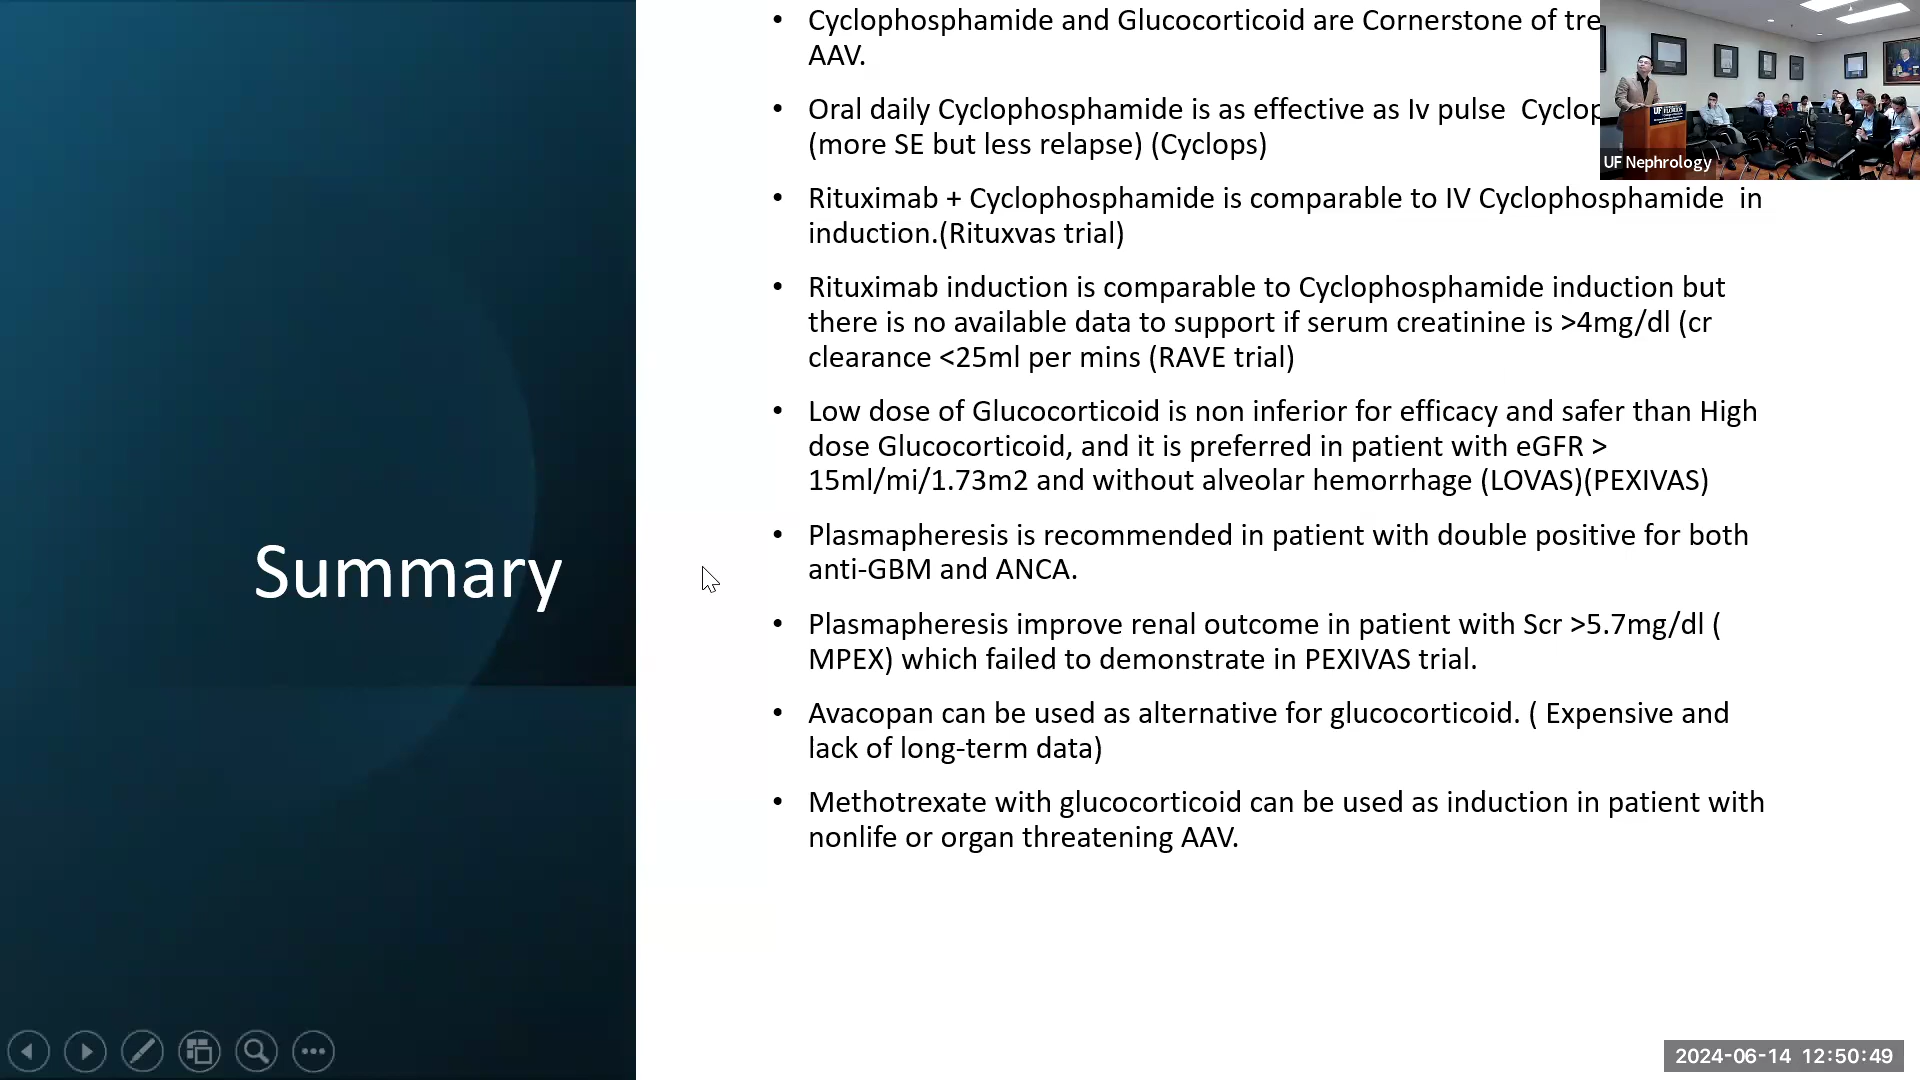 Cyclophosphamide and Glucocorticoid are Cornerstone of tre
AAV.
Oral daily Cyclophosphamide is as effective as Iv pulse Cyclop
(more SE but less relapse) (Cyclops)
Rituximab + Cyclophosphamide is comparable to IV Cyclophosphamide in
induction.(Rituxvas trial)
Rituximab induction is comparable to Cyclophosphamide induction but
there is no available data to support if serum creatinine is >4mg/dl (cr
clearance <25ml per mins (RAVE trial)
Low dose of Glucocorticoid is non inferior for efficacy and safer than High
dose Glucocorticoid, and it is preferred in patient with eGFR >
15ml/mi/1.73m2 and without alveolar hemorrhage (LOVAS)(PEXIVAS)
Plasmapheresis is recommended in patient with double positive for both
anti-GBM and ANCA.
Plasmapheresis improve renal outcome in patient with Scr >5.7mg/dl (
MPEX) which failed to demonstrate in PEXIVAS trial.
Avacopan can be used as alternative for glucocorticoid. ( Expensive and
lack of long-term data)
Methotrexate with glucocorticoid can be used as induction in patient with
nonlife or organ threatening AAV.
Summary
UF Nephrology
UF
2024-06-14 12:50:49